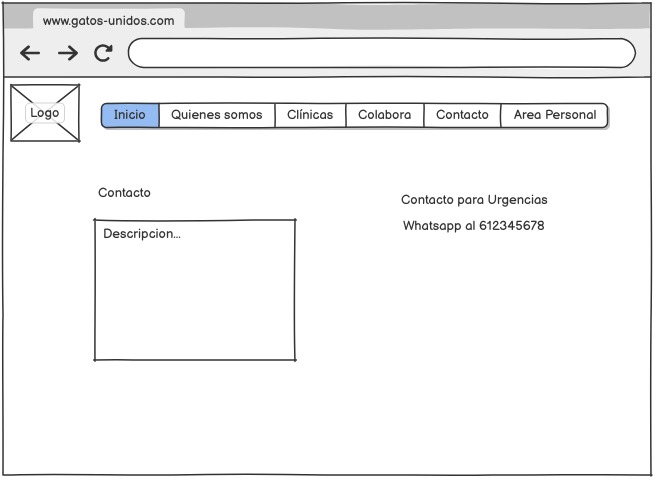 www.gatos-unidos.com
Logo
Inicio Quienes somos Clínicas Colabora Contacto Area Personal
Contacto
Descripcion...
Contacto para Urgencias
Whatsapp al 612345678